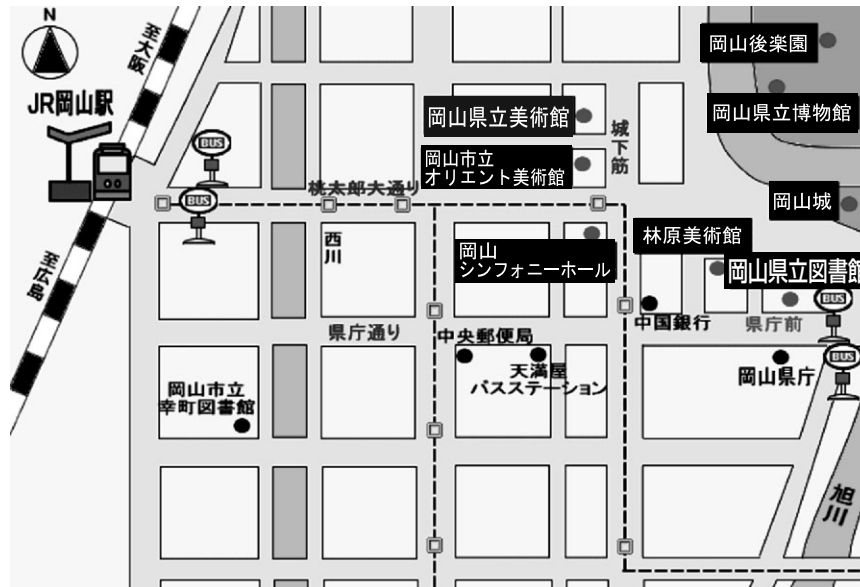 N
至大阪
JR岡山駅
BUS
BUS
至広島
岡山後楽園
岡山県立博物館
岡山県立美術館
城下筋
岡山市立
オリエント美術館
桃太郎大通り
岡山城
西川
岡山
シンフォニーホール
林原美術館
岡山県立図書館
BUS
県庁通り
中央郵便局
中国銀行
県庁前
BUS
天満屋
バスステーション
岡山県庁
岡山市立
幸町図書館
旭川